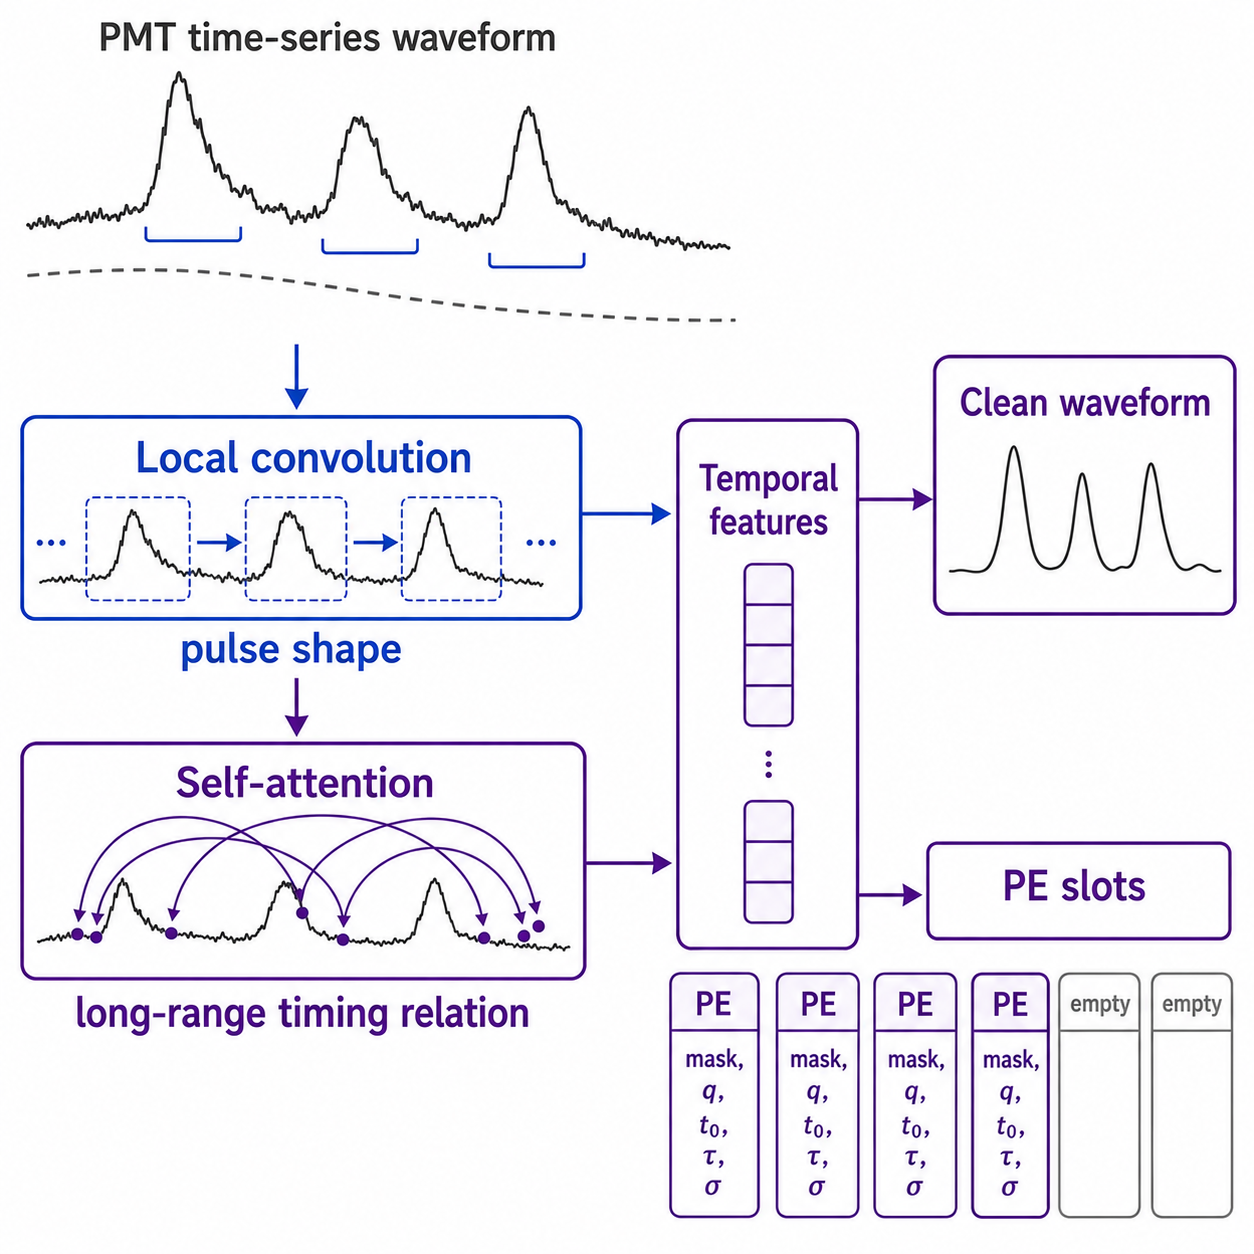 PMT time-series waveform
Local convolution
...
...
pulse shape
Self-attention
long-range timing relation
Temporal
features
⋮
Clean waveform
PE slots
PE
mask,
q,
t₀,
τ,
σ
PE
mask,
q,
t₀,
τ,
σ
PE
mask,
q,
t₀,
τ,
σ
PE
mask,
q,
t₀,
τ,
σ
empty
empty